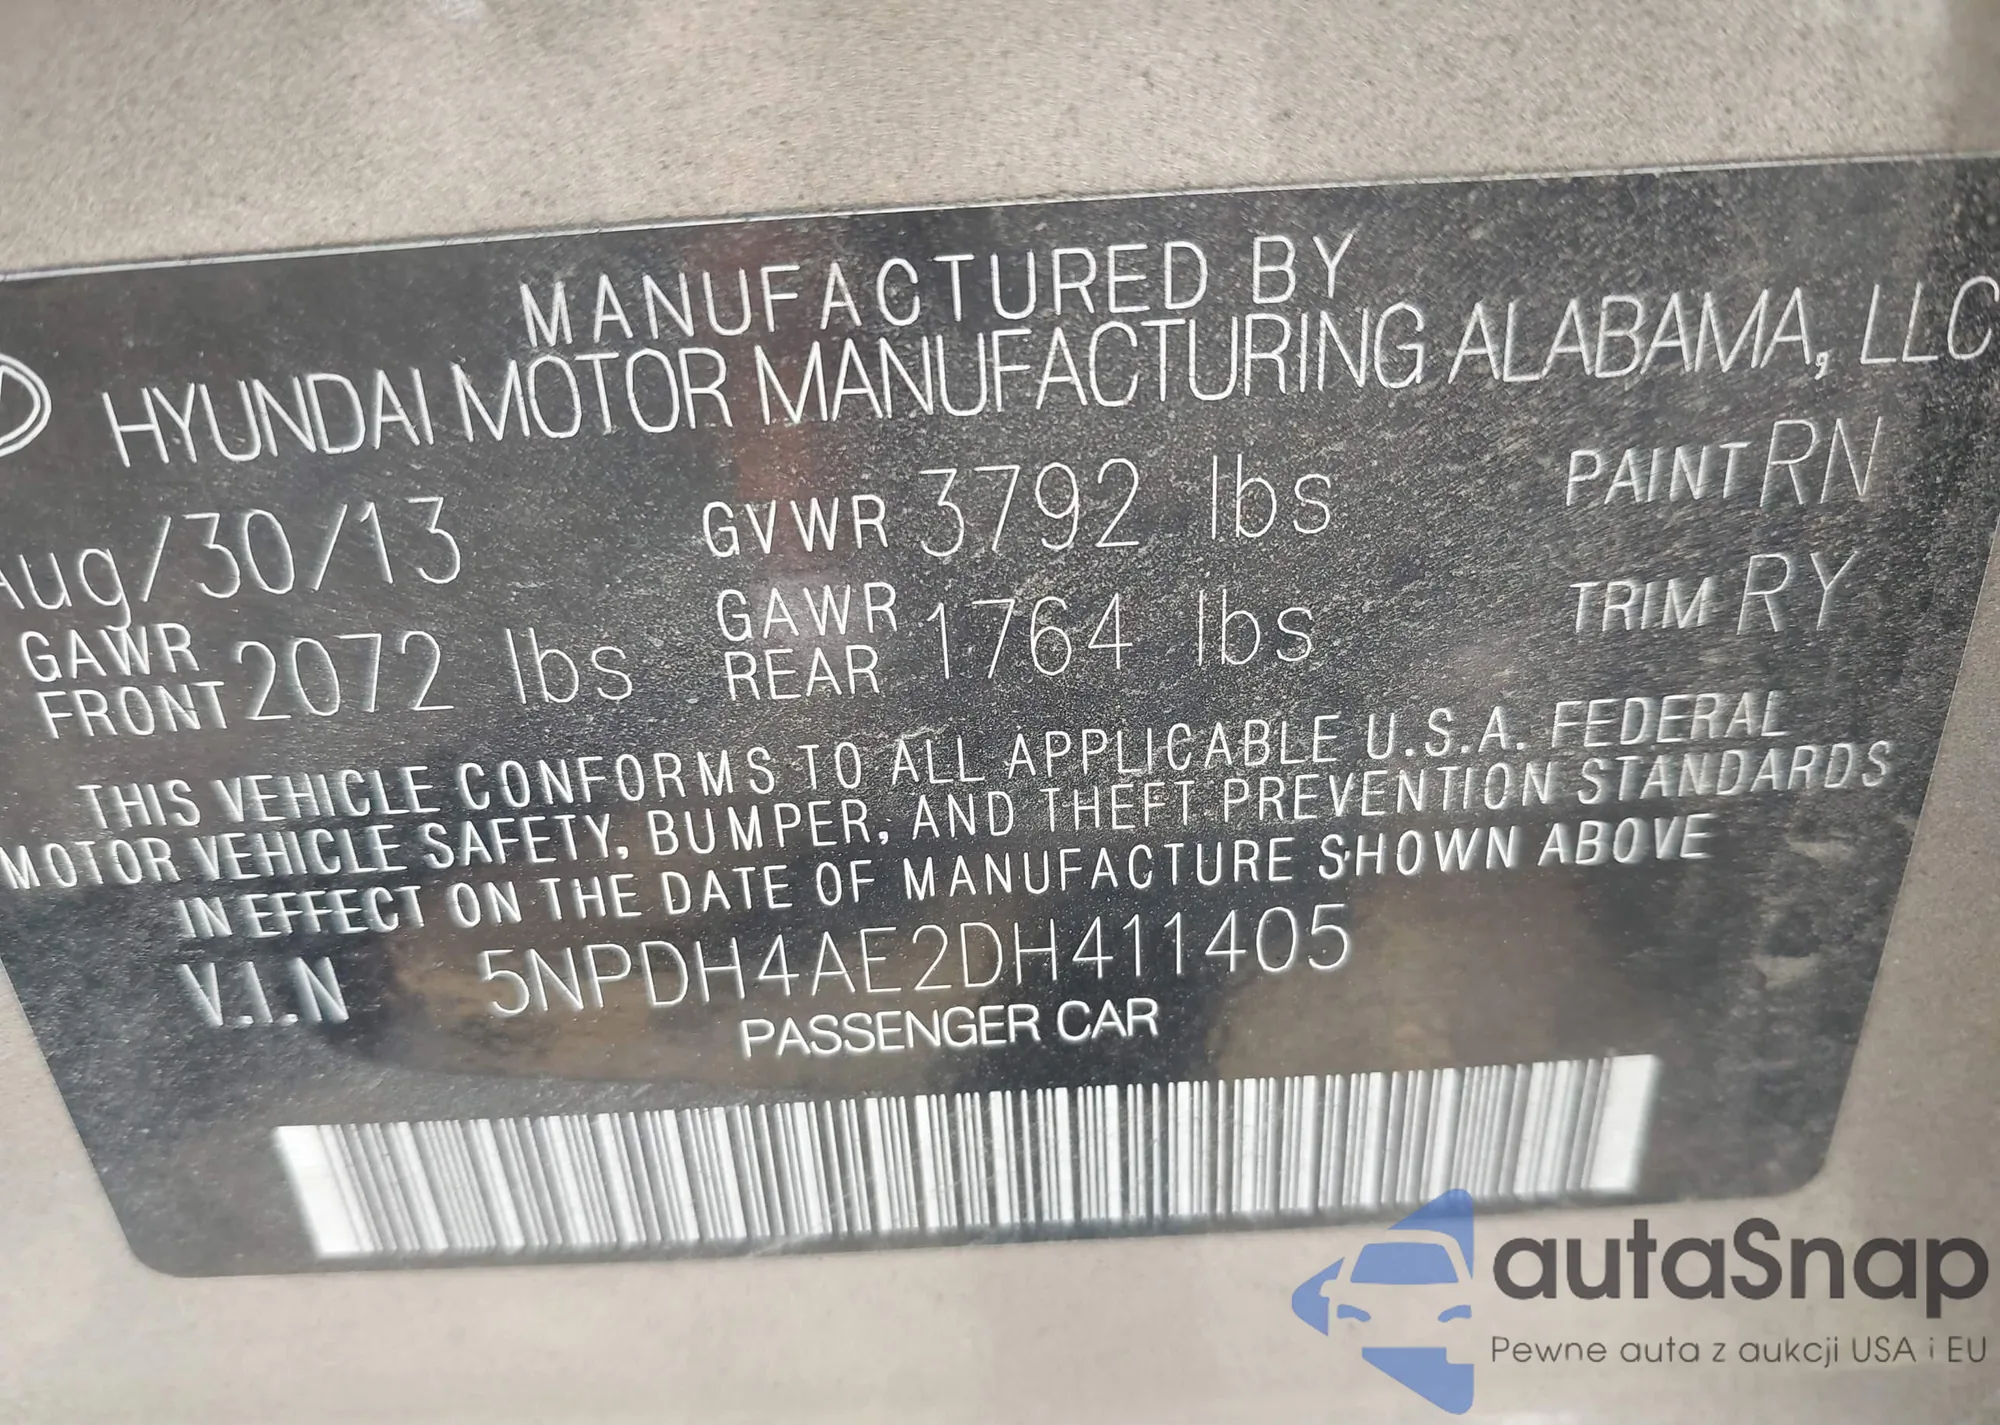 MANUFACTURED BY
HYUNDAI MOTOR MANUFACTURING ALABAMA, LLC
Aug/30/13 GVWR 3792 lbs PAINT RN
GAWR FRONT 2072 lbs GAWR REAR 1764 lbs TRIM RY
THIS VEHICLE CONFORMS TO ALL APPLICABLE U.S.A. FEDERAL
MOTOR VEHICLE SAFETY, BUMPER, AND THEFT PREVENTION STANDARDS
IN EFFECT ON THE DATE OF MANUFACTURE SHOWN ABOVE
V.I.N 5NPDH4AE2DH411405
PASSENGER CAR
autaSnap
Pewne auta z aukcji USA i EU